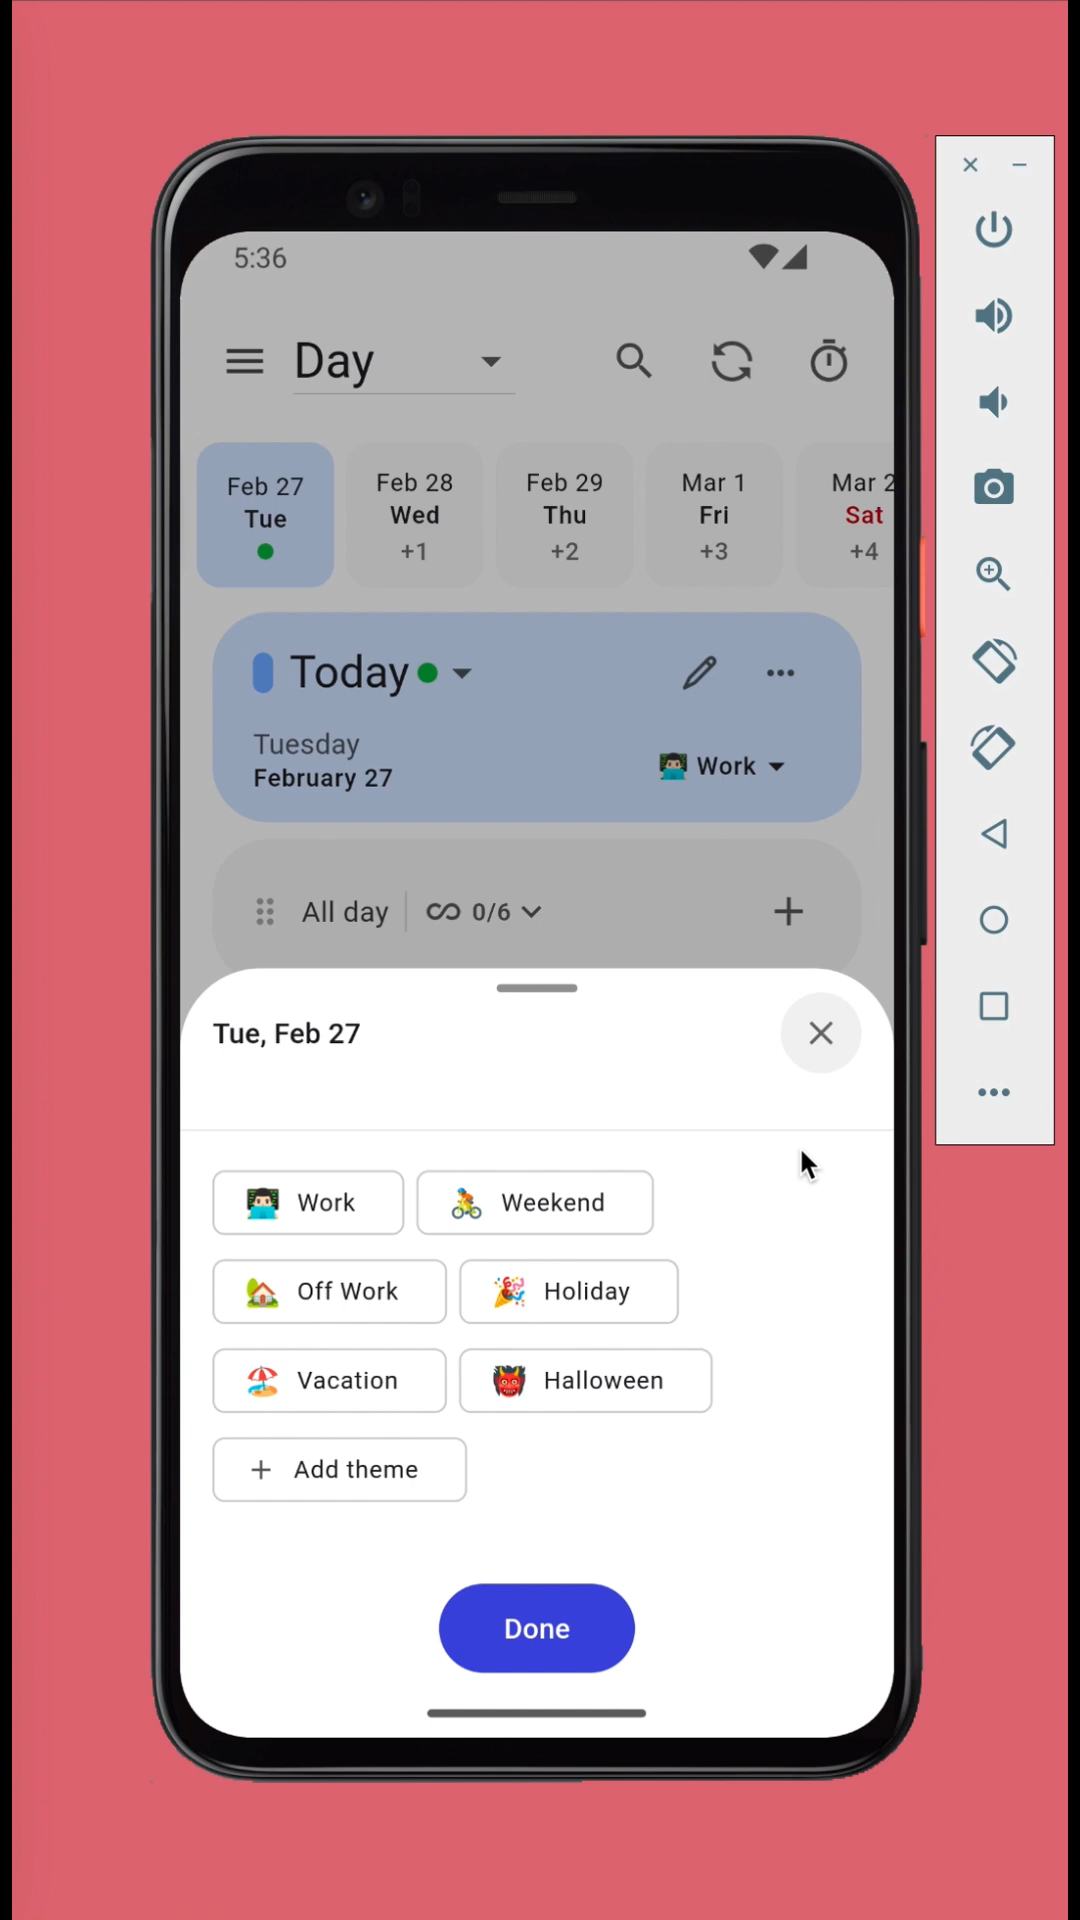 5:36
Day
Feb 27 Feb 28 Feb 29 Mar 1 Mar 2
Tue Wed Thu Fri Sat
+1 +2 +3 +4
Today
Tuesday
February 27
Work
All day 0/6
Tue, Feb 27
Work Weekend
Off Work Holiday
Vacation Halloween
Add theme
Done